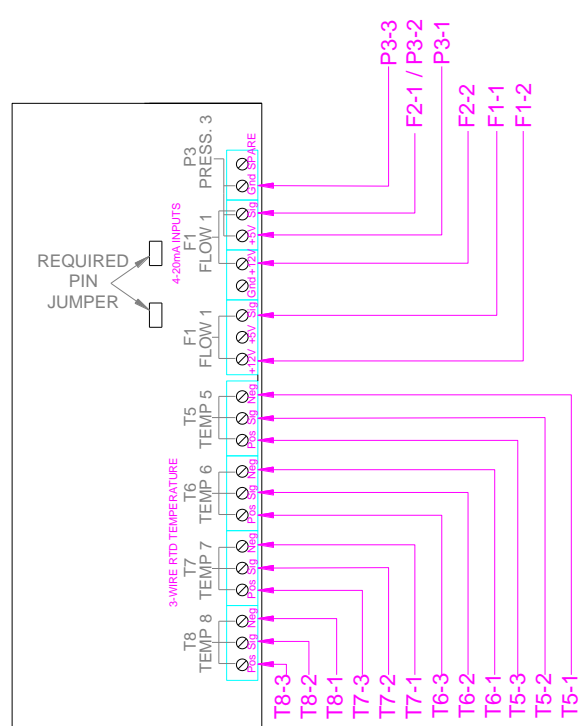 P3-3
F2-1 / P3-2
P3-1
F2-2
F1-1
F1-2
P3
PRESS. 3
SPARE
Gnd
F1
FLOW 1
Sig
+5V
+12V
Gnd
4-20mA INPUTS
REQUIRED
PIN
JUMPER
F1
FLOW 1
Sig
+5V
+12V
T5
TEMP 5
Neg
Sig
Pos
T6
TEMP 6
Neg
Sig
Pos
3-WIRE RTD TEMPERATURE
T7
TEMP 7
Neg
Sig
Pos
T8
TEMP 8
Neg
Sig
Pos
T8-3
T8-2
T8-1
T7-3
T7-2
T7-1
T6-3
T6-2
T6-1
T5-3
T5-2
T5-1